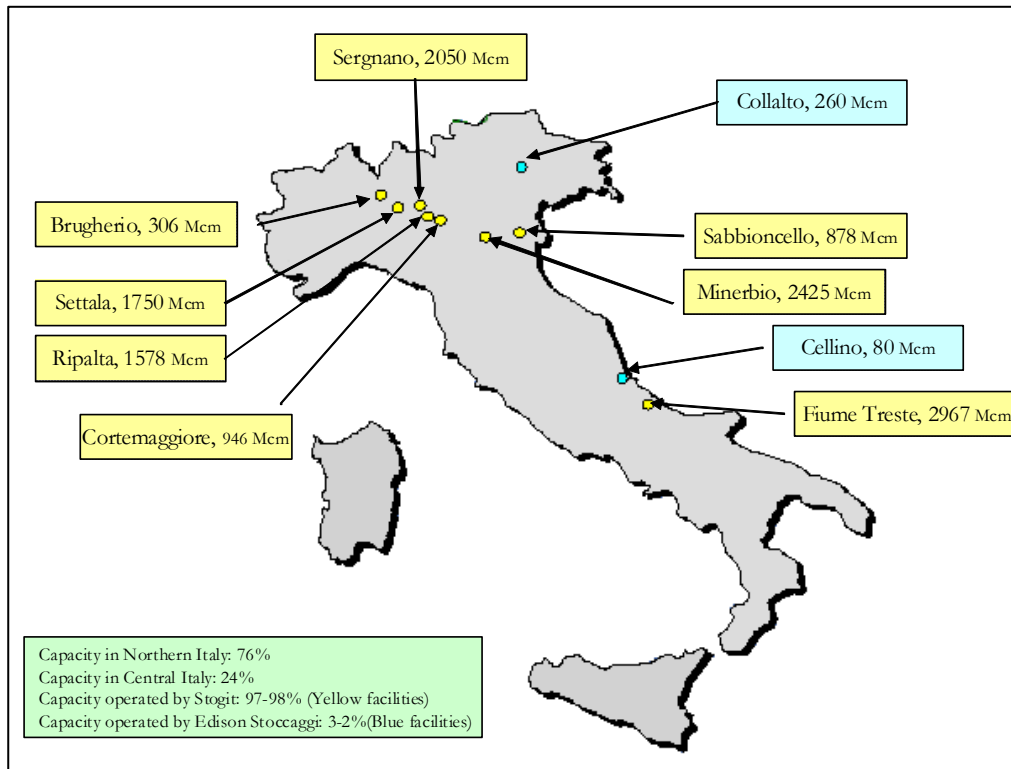 Sergnano, 2050 Mcm
Collalto, 260 Mcm
Brugherio, 306 Mcm
Sabbioncello, 878 Mcm
Settala, 1750 Mcm
Minerbio, 2425 Mcm
Ripalta, 1578 Mcm
Cellino, 80 Mcm
Cortemaggiore, 946 Mcm
Fiume Treste, 2967 Mcm
Capacity in Northern Italy: 76%
Capacity in Central Italy: 24%
Capacity operated by Stogit: 97-98% (Yellow facilities)
Capacity operated by Edison Stoccaggi: 3-2%(Blue facilities)